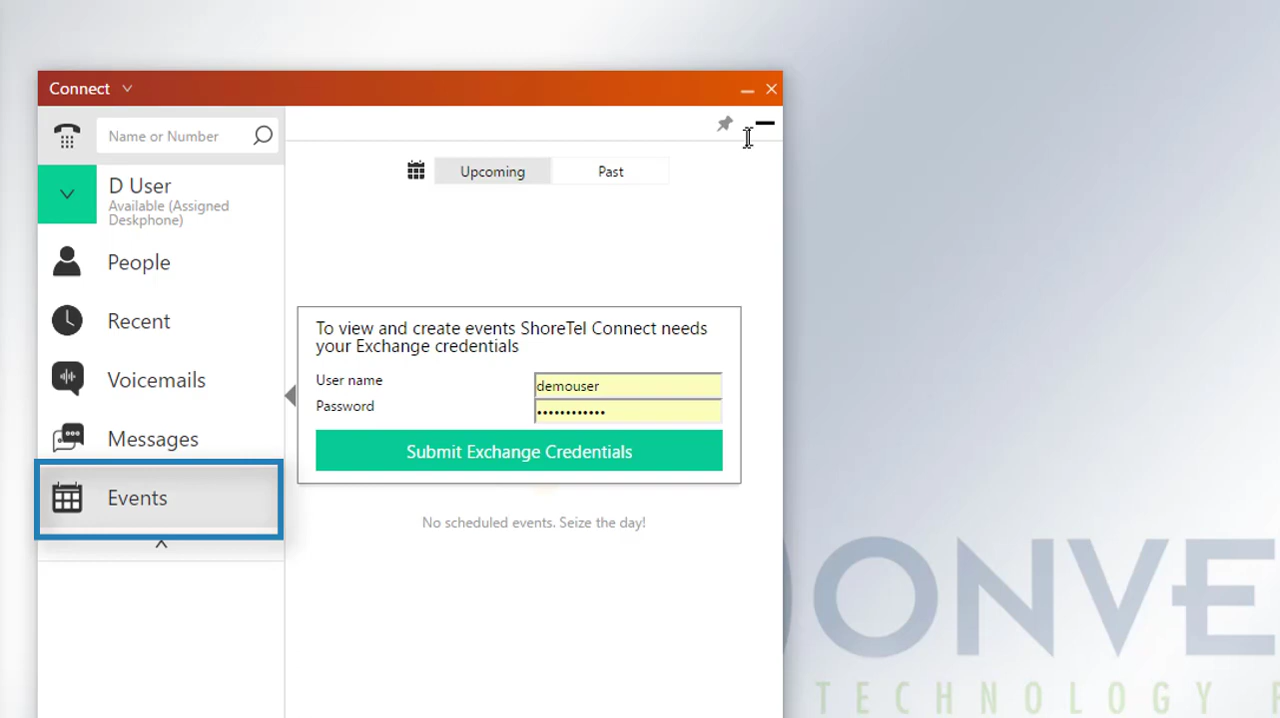 Connect
Name or Number
D User
Available (Assigned
Deskphone)
People
Recent
Voicemails
Messages
Events
Upcoming
Past
To view and create events ShoreTel Connect needs
your Exchange credentials
User name
demouser
Password
••••••••••••
Submit Exchange Credentials
No scheduled events. Seize the day!
ONVE
TECHNOLOGY